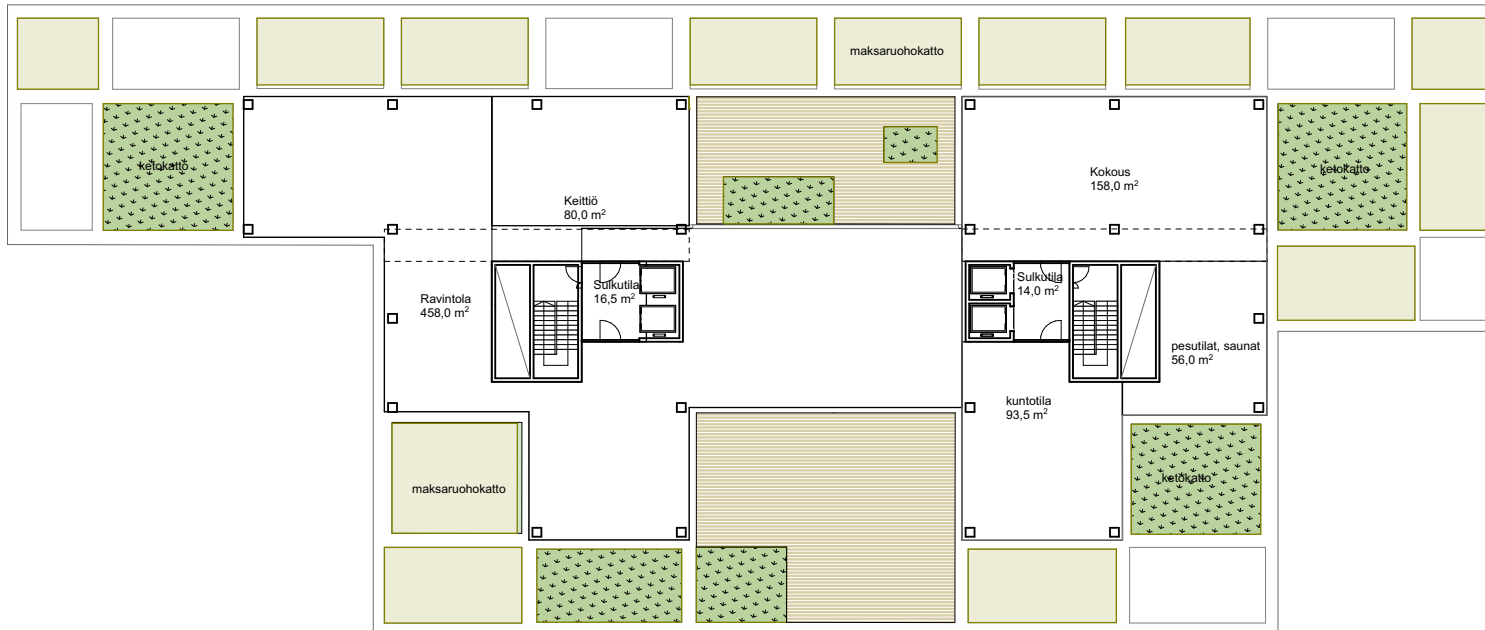 maksaruohokatto
ketokatto
Keittiö
80,0 m²
Kokous
158,0 m²
ketokatto
Ravintola
458,0 m²
Sulkutila
16,5 m²
Sulkutila
14,0 m²
pesutilat, saunat
56,0 m²
kuntotila
93,5 m²
maksaruohokatto
ketokatto